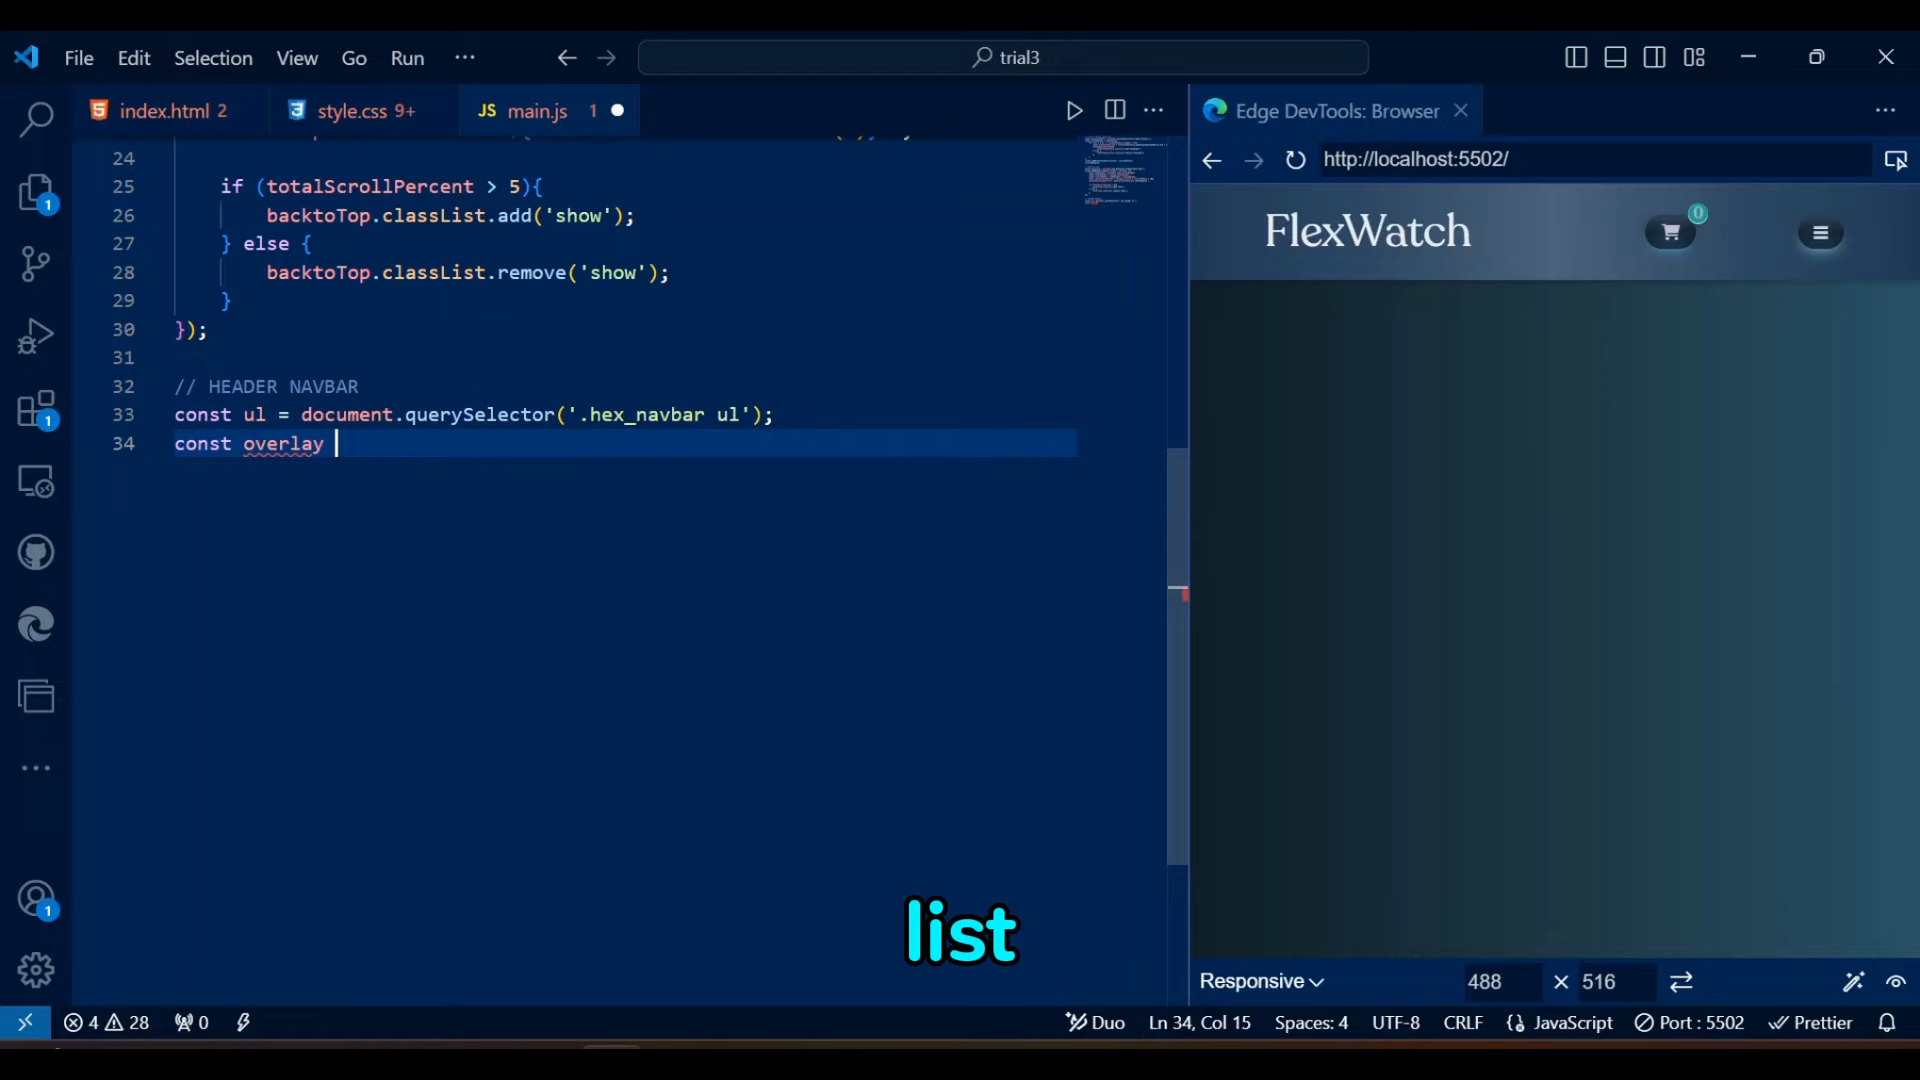 File Edit Selection View Go Run ··· trial3
index.html 2 style.css 9+ JS main.js 1
Edge DevTools: Browser
http://localhost:5502/
24
25 if (totalScrollPercent > 5){
26 backtoTop.classList.add('show');
27 } else {
28 backtoTop.classList.remove('show');
29 }
30 });
31
32 // HEADER NAVBAR
33 const ul = document.querySelector('.hex_navbar ul');
34 const overlay
FlexWatch 0
1
1
1
list
Responsive 488 × 516
4 28 0 Duo Ln 34, Col 15 Spaces: 4 UTF-8 CRLF {} JavaScript Port : 5502 Prettier